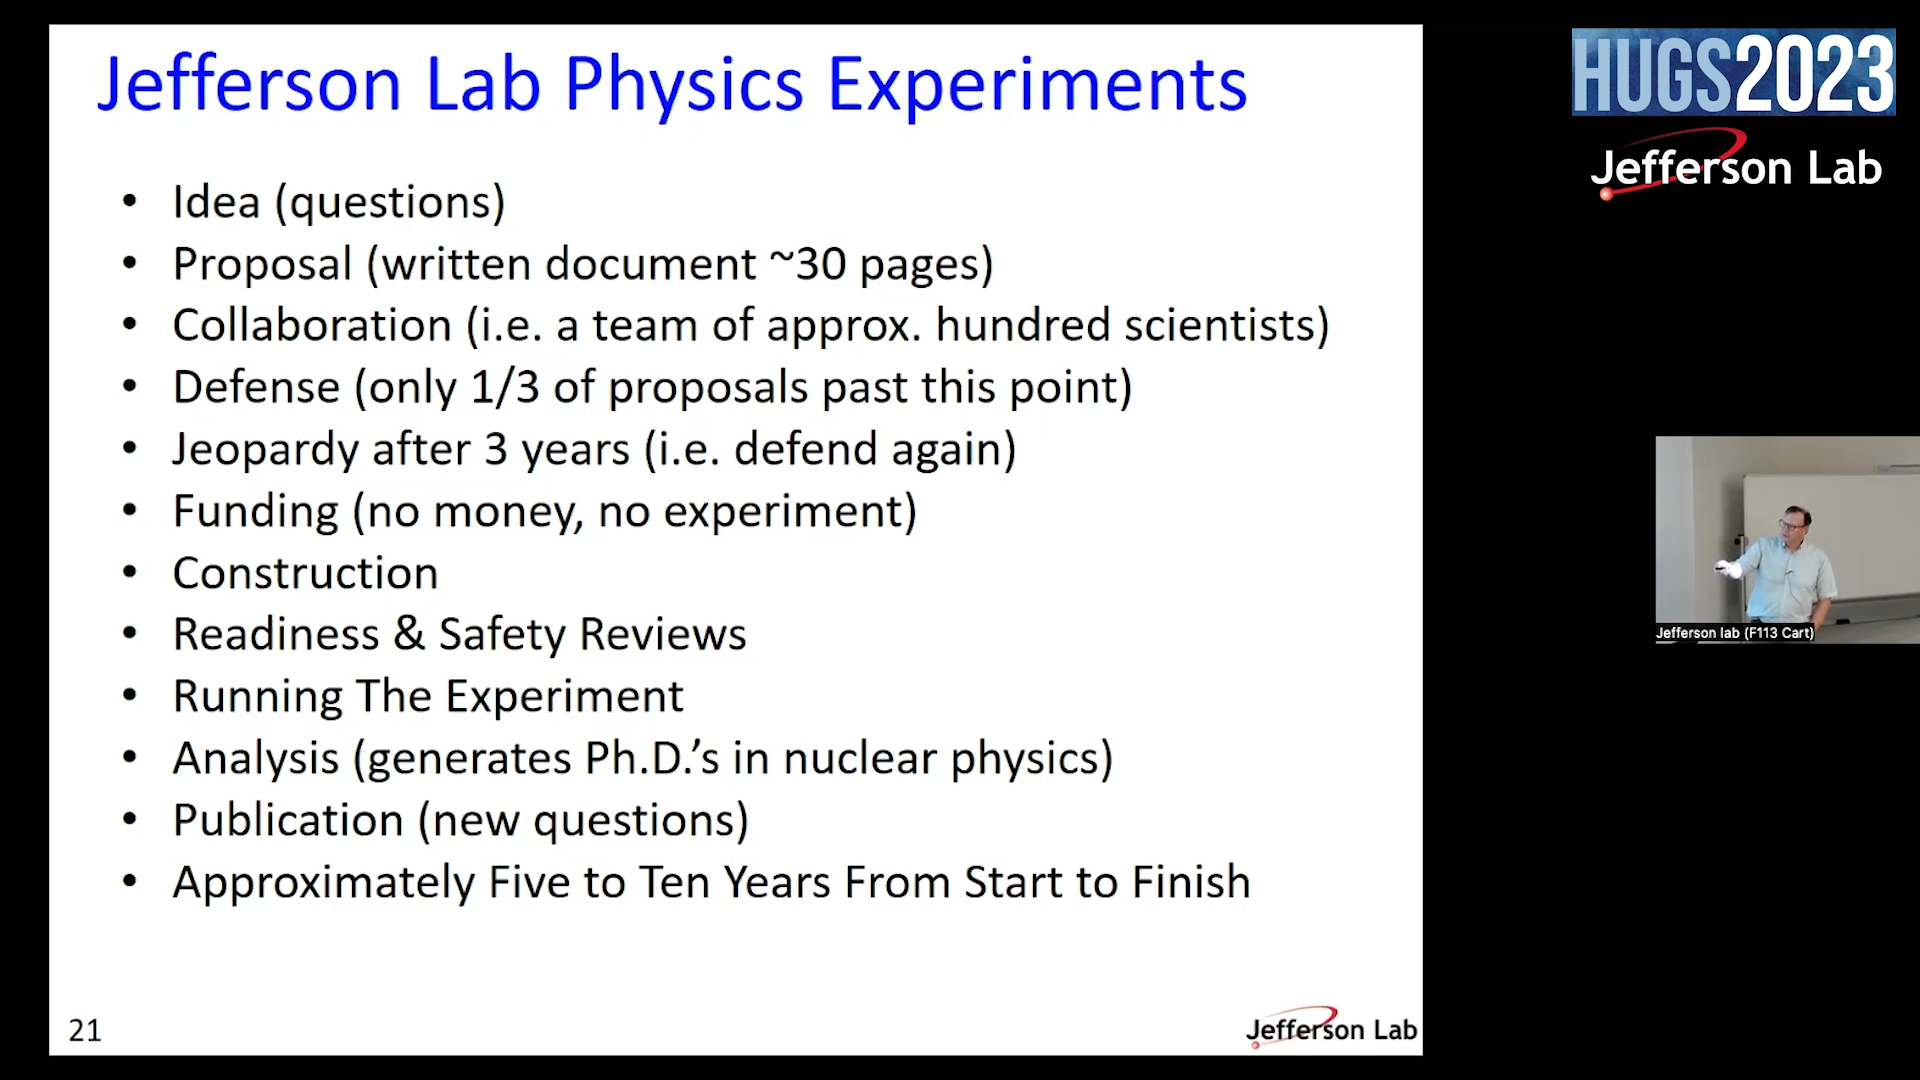 Jefferson Lab Physics Experiments
• Idea (questions)
• Proposal (written document ~30 pages)
• Collaboration (i.e. a team of approx. hundred scientists)
• Defense (only 1/3 of proposals past this point)
• Jeopardy after 3 years (i.e. defend again)
• Funding (no money, no experiment)
• Construction
• Readiness & Safety Reviews
• Running The Experiment
• Analysis (generates Ph.D.’s in nuclear physics)
• Publication (new questions)
• Approximately Five to Ten Years From Start to Finish
21
Jefferson Lab
HUGS2023
Jefferson Lab
Jefferson lab (F113 Cart)